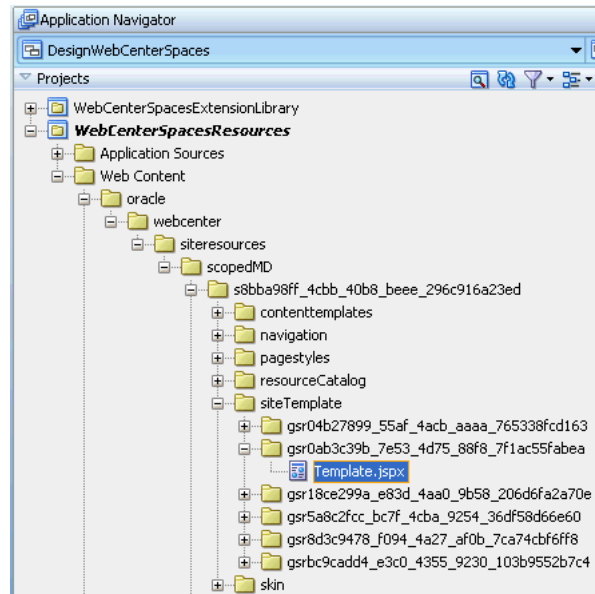 Application Navigator
DesignWebCenterSpaces
Projects
WebCenterSpacesExtensionLibrary
WebCenterSpacesResources
Application Sources
Web Content
oracle
webcenter
siteresources
scopedMD
s8bba98ff_4cbb_40b8_beee_296c916a23ed
contenttemplates
navigation
pagestyles
resourceCatalog
siteTemplate
gsr04b27899_55af_4acb_aaaa_765338fcd163
gsr0ab3c39b_7e53_4d75_88f8_7f1ac55fabea
Template.jspx
gsr18ce299a_e83d_4aa0_9b58_206d6fa2a70e
gsr5a8c2fcc_bc7f_4cba_9254_36df58d66e60
gsr8d3c9478_f094_4a27_af0b_7ca74cbf6ff8
gsrbc9cadd4_e3c0_4355_9230_103b9552b7c4
skin